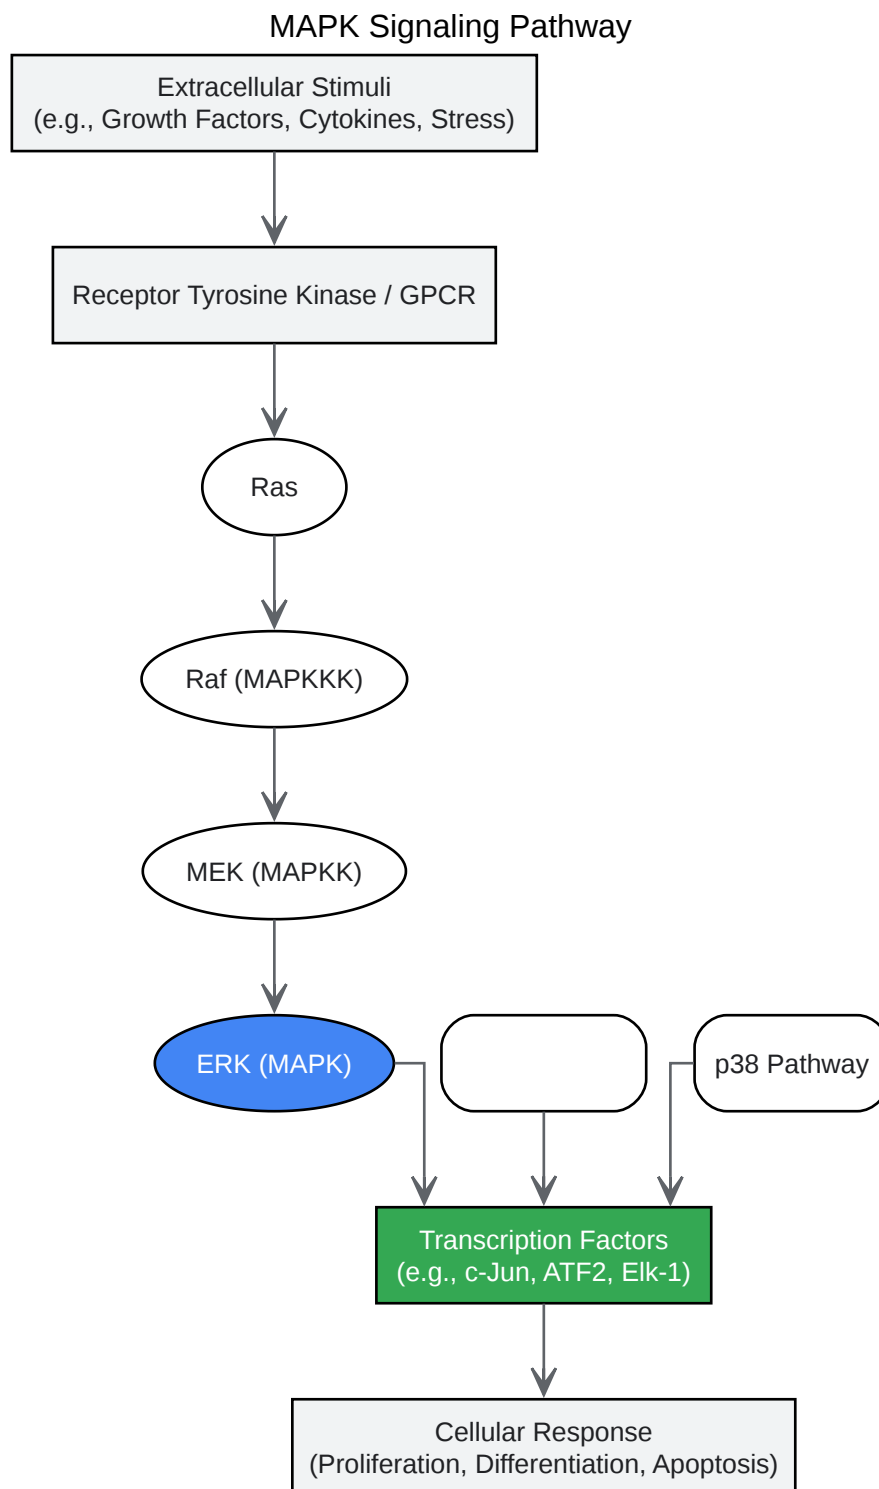 MAPK Signaling Pathway
Extracellular Stimuli
(e.g., Growth Factors, Cytokines, Stress)
Receptor Tyrosine Kinase / GPCR
Ras
Raf (MAPKKK)
MEK (MAPKK)
ERK (MAPK)
p38 Pathway
Transcription Factors
(e.g., c-Jun, ATF2, Elk-1)
Cellular Response
(Proliferation, Differentiation, Apoptosis)